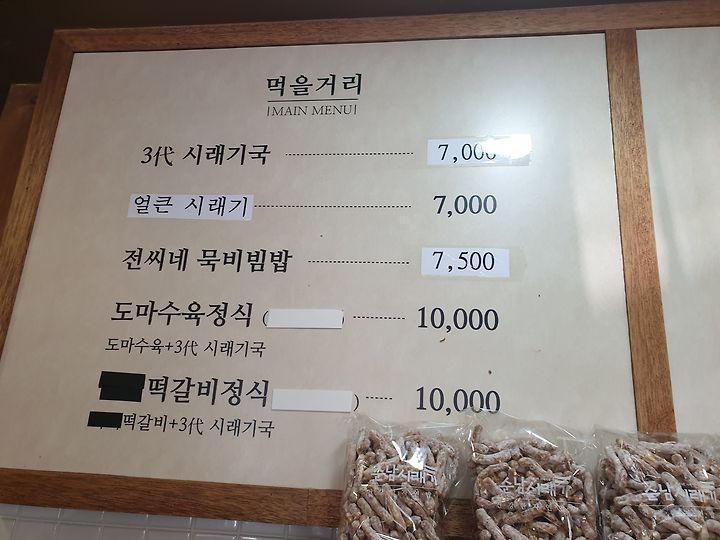 먹을거리
MAIN MENU
3代 시래기국 7,000
얼큰 시래기 7,000
전씨네 묵비빔밥 7,500
도마수육정식 ( ) 10,000
도마수육+3代 시래기국
떡갈비정식 ) 10,000
떡갈비+3代 시래기국